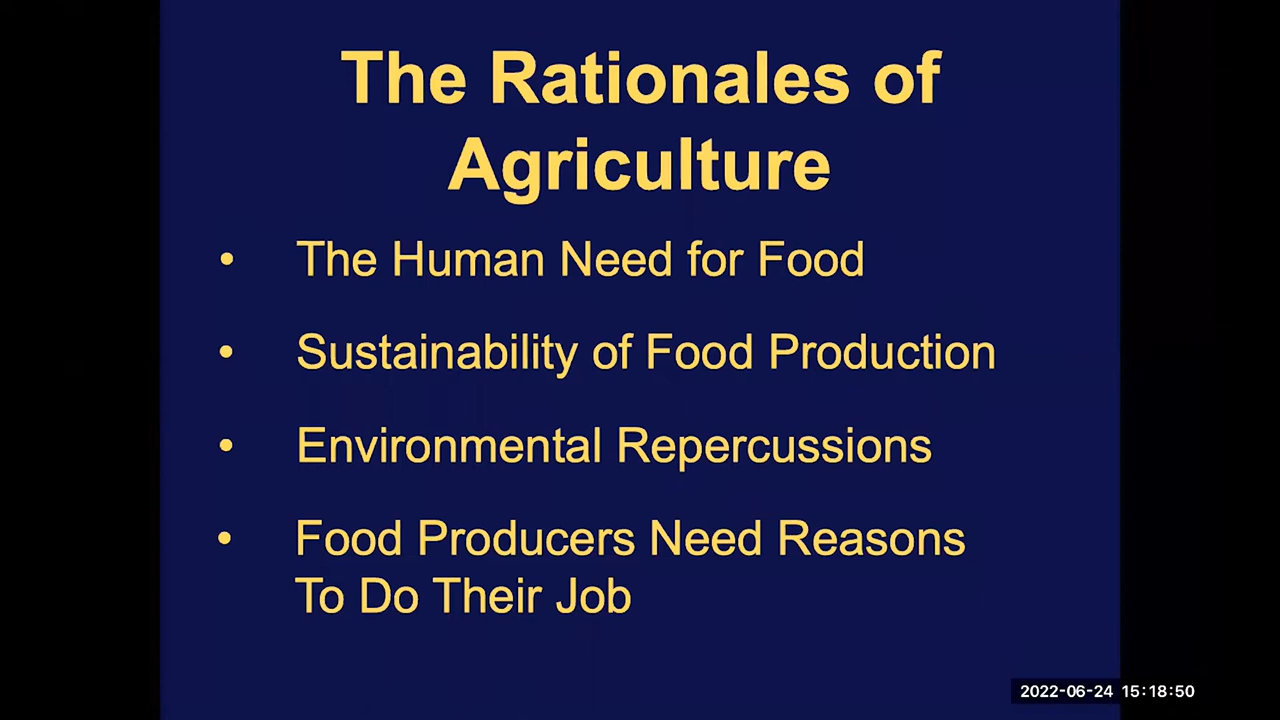 The Rationales of
Agriculture
• The Human Need for Food
• Sustainability of Food Production
• Environmental Repercussions
• Food Producers Need Reasons
To Do Their Job
2022-06-24 15:18:50